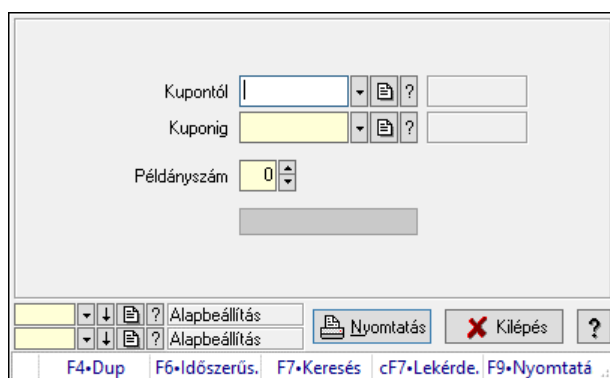 Kupontól ?
Kuponig ?
Példányszám 0
? Alapbeállítás
? Alapbeállítás
Nyomtatás Kilépés ?
F4•Dup F6•Időszerűs. F7•Keresés cF7•Lekérde. F9•Nyomtatá